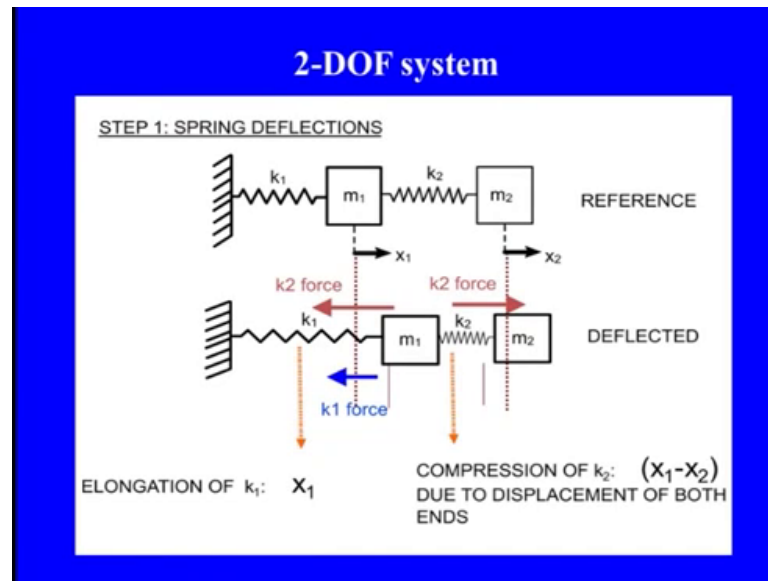 2-DOF system
STEP 1: SPRING DEFLECTIONS
k₁
m₁
k₂
m₂
REFERENCE
x₁
x₂
k2 force
k2 force
k₁
m₁
k₂
m₂
DEFLECTED
k1 force
ELONGATION OF k₁: X₁
COMPRESSION OF k₂: (X₁-X₂)
DUE TO DISPLACEMENT OF BOTH
ENDS